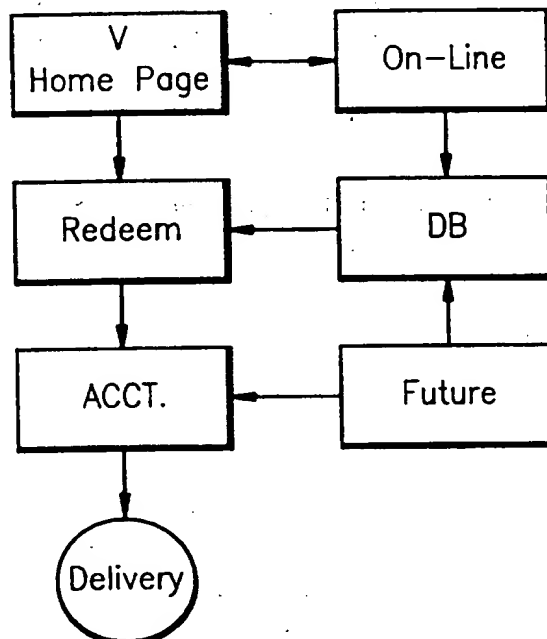 V
Home Page
On-Line
Redeem
DB
ACCT.
Future
Delivery